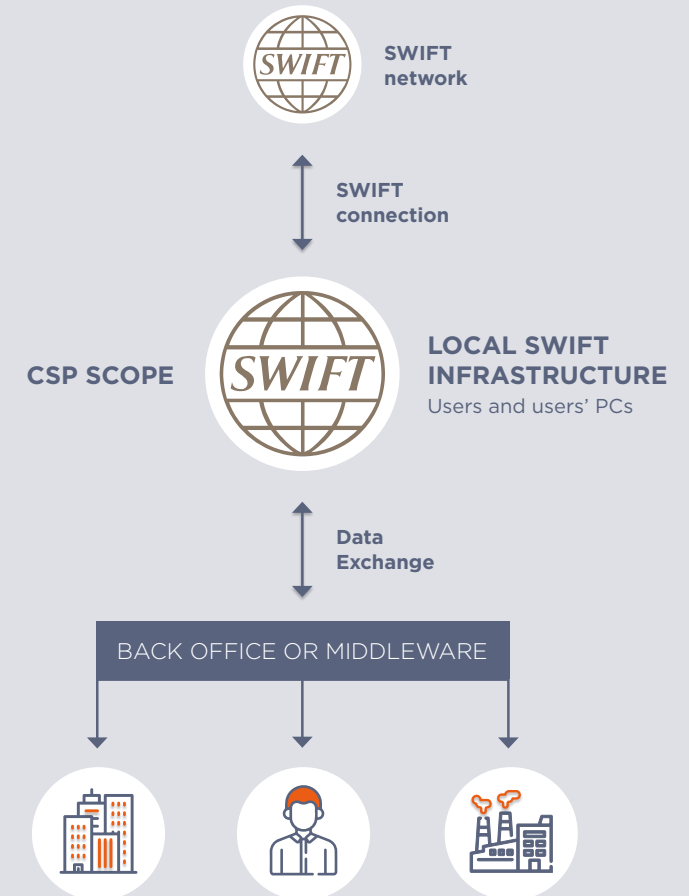 SWIFT
SWIFT
network
SWIFT
connection
CSP SCOPE
SWIFT
LOCAL SWIFT
INFRASTRUCTURE
Users and users’ PCs
Data
Exchange
BACK OFFICE OR MIDDLEWARE